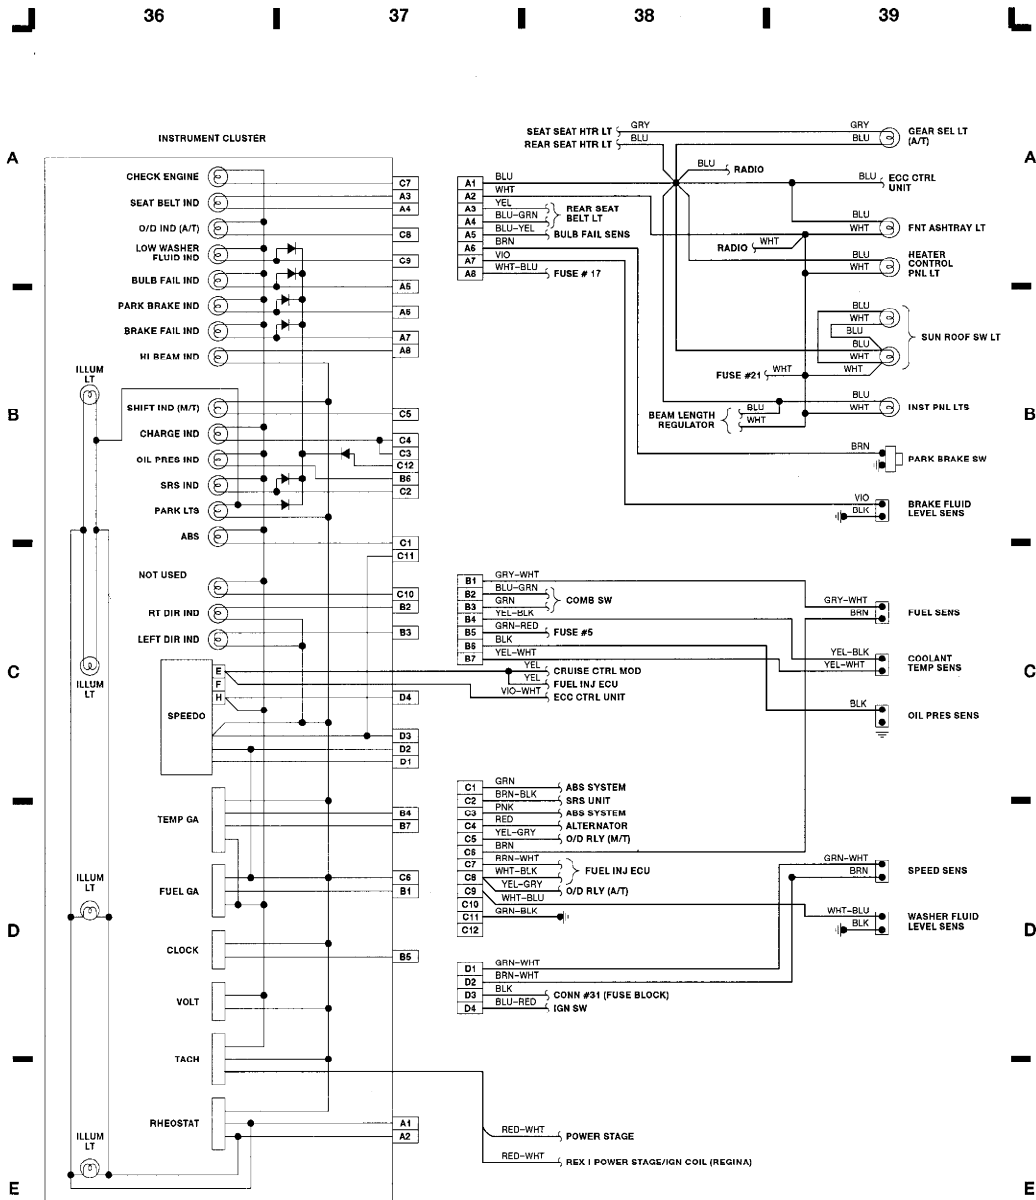 36 37 38 39
INSTRUMENT CLUSTER
A
CHECK ENGINE
C7
SEAT BELT IND
A3
A4
O/D IND (A/T)
C8
LOW WASHER
FLUID IND
C9
BULB FAIL IND
A5
PARK BRAKE IND
A6
BRAKE FAIL IND
A7
HI BEAM IND
A8
ILLUM
LT
B
SHIFT IND (M/T)
C5
CHARGE IND
C4
OIL PRES IND
C3
C12
SRS IND
B6
C2
PARK LTS
ABS
C1
C11
NOT USED
C10
RT DIR IND
B2
LEFT DIR IND
B3
C
ILLUM
LT
SPEEDO
E
F
H
D4
D3
D2
D1
TEMP GA
B4
B7
ILLUM
LT
FUEL GA
C6
B1
D
CLOCK
B5
VOLT
TACH
RHEOSTAT
A1
A2
ILLUM
LT
E
SEAT SEAT HTR LT
GRY
GRY
GEAR SEL LT
(A/T)
REAR SEAT HTR LT
BLU
BLU
A
BLU
RADIO
A1 BLU
BLU
ECC CTRL
UNIT
A2 WHT
A3 YEL
A4 BLU-GRN
REAR SEAT
BELT LT
A5 BLU-YEL
BULB FAIL SENS
A6 BRN
A7 VIO
A8 WHT-BLU
FUSE # 17
BLU
WHT
FNT ASHTRAY LT
RADIO
WHT
BLU
WHT
HEATER
CONTROL
PNL LT
BLU
WHT
BLU
BLU
WHT
WHT
SUN ROOF SW LT
FUSE #21
WHT
BEAM LENGTH
REGULATOR
BLU
WHT
BLU
WHT
INST PNL LTS
B
BRN
PARK BRAKE SW
VIO
BLK
BRAKE FLUID
LEVEL SENS
B1 GRY-WHT
B2 BLU-GRN
B3 GRN
COMB SW
B4 YEL-BLK
B5 GRN-RED
FUSE #5
B6 BLK
B7 YEL-WHT
GRY-WHT
BRN
FUEL SENS
YEL-BLK
YEL-WHT
COOLANT
TEMP SENS
C
YEL
CRUISE CTRL MOD
YEL
FUEL INJ ECU
VIO-WHT
ECC CTRL UNIT
BLK
OIL PRES SENS
C1 GRN
ABS SYSTEM
C2 BRN-BLK
SRS UNIT
C3 PNK
ABS SYSTEM
C4 RED
ALTERNATOR
C5 YEL-GRY
O/D RLY (M/T)
C6 BRN
C7 BRN-WHT
C8 WHT-BLK
FUEL INJ ECU
YEL-GRY
O/D RLY (A/T)
C9 WHT-BLU
C10
C11 GRN-BLK
C12
GRN-WHT
BRN
SPEED SENS
WHT-BLU
BLK
WASHER FLUID
LEVEL SENS
D
D1 GRN-WHT
D2 BRN-WHT
D3 BLK
CONN #31 (FUSE BLOCK)
D4 BLU-RED
IGN SW
RED-WHT
POWER STAGE
RED-WHT
REX I POWER STAGE/IGN COIL (REGINA)
E